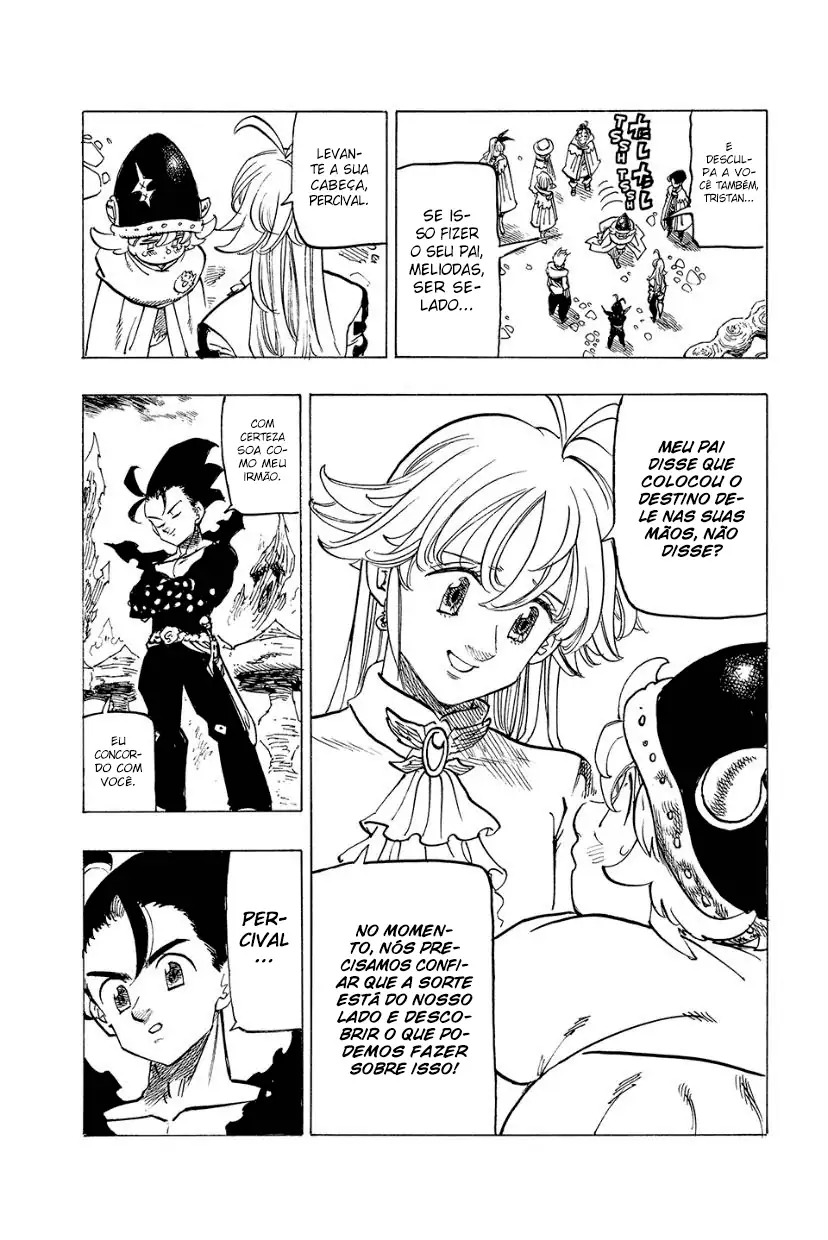 E
DESCUL-
PA A VO-
CÊ TAMBÉM,
TRISTAN...
TSSH TSSH
SE IS-
SO FIZER
O SEU PAI,
MELIODAS,
SER SE-
LADO...
LEVAN-
TE A SUA
CABEÇA,
PERCIVAL.
MEU PAI
DISSE QUE
COLOCOU O
DESTINO DE-
LE NAS SUAS
MÃOS, NÃO
DISSE?
NO MOMEN-
TO, NÓS PRE-
CISAMOS CONFI-
AR QUE A SORTE
ESTÁ DO NOSSO
LADO E DESCO-
BRIR O QUE PO-
DEMOS FAZER
SOBRE ISSO!
COM
CERTEZA
SOA CO-
MO MEU
IRMÃO.
EU
CONCOR-
DO COM
VOCÊ.
PER-
CIVAL
...